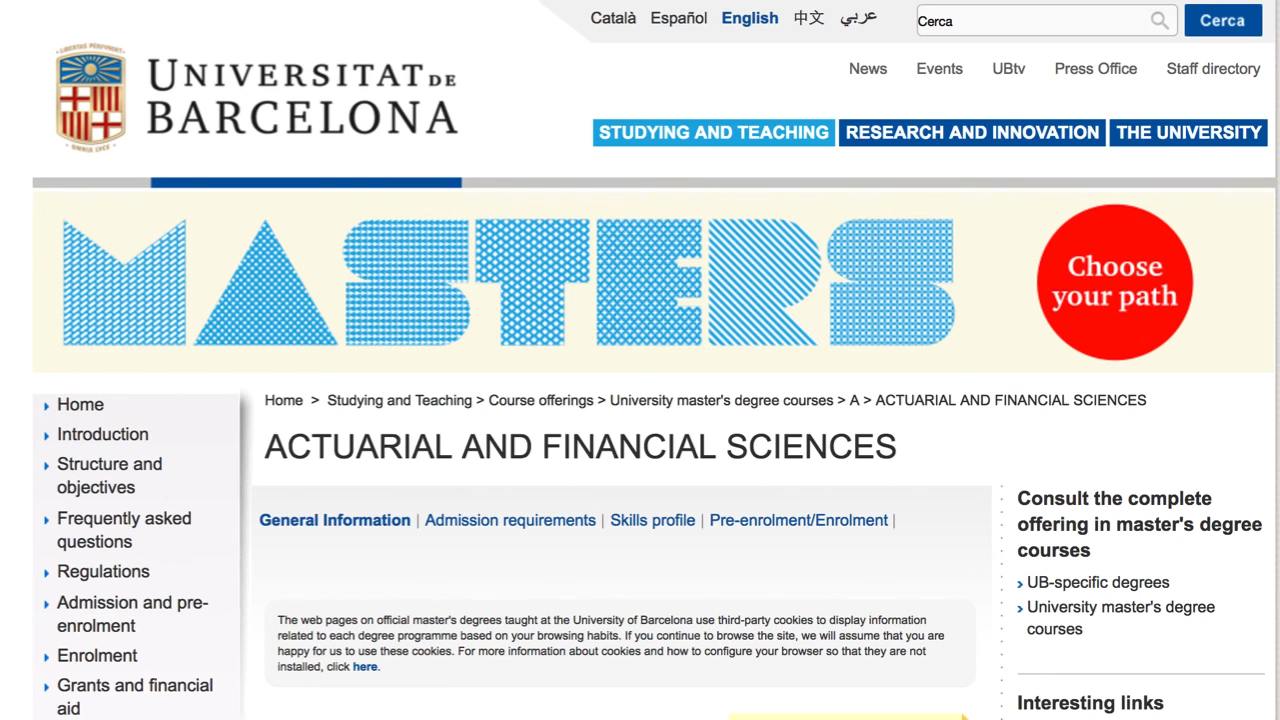 Català Español English 中文 عربي
Cerca
Cerca
News Events UBtv Press Office Staff directory
LIBERTAS PERFUNDET
UNIVERSITAT DE
BARCELONA
OMNIA LUCE
STUDYING AND TEACHING RESEARCH AND INNOVATION THE UNIVERSITY
MASTERS
Choose
your path
Home
Introduction
Structure and
objectives
Frequently asked
questions
Regulations
Admission and pre-
enrolment
Enrolment
Grants and financial
aid
Home > Studying and Teaching > Course offerings > University master's degree courses > A > ACTUARIAL AND FINANCIAL SCIENCES
ACTUARIAL AND FINANCIAL SCIENCES
General Information | Admission requirements | Skills profile | Pre-enrolment/Enrolment |
The web pages on official master's degrees taught at the University of Barcelona use third-party cookies to display information
related to each degree programme based on your browsing habits. If you continue to browse the site, we will assume that you are
happy for us to use these cookies. For more information about cookies and how to configure your browser so that they are not
installed, click here.
Consult the complete
offering in master's degree
courses
UB-specific degrees
University master's degree
courses
Interesting links